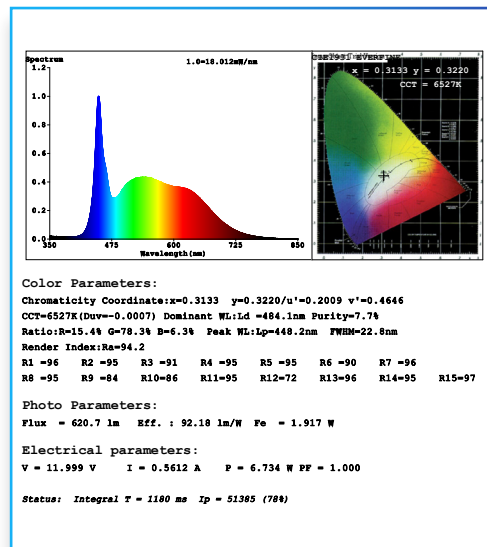 Spectrum
1.0=18.012mW/nm
1.2
1.0
0.8
0.6
0.4
0.2
0.0
350 475 600 725 850
Wavelength(nm)
x = 0.3133 y = 0.3220
CCT = 6527K
Color Parameters:
Chromaticity Coordinate:x=0.3133 y=0.3220/u'=0.2009 v'=0.4646
CCT=6527K(Duv=-0.0007) Dominant WL:Ld =484.1nm Purity=7.7%
Ratio:R=15.4% G=78.3% B=6.3% Peak WL:Lp=448.2nm FWHM=22.8nm
Render Index:Ra=94.2
R1 =96 R2 =95 R3 =91 R4 =95 R5 =95 R6 =90 R7 =96
R8 =95 R9 =84 R10=86 R11=95 R12=72 R13=96 R14=95 R15=97
Photo Parameters:
Flux = 620.7 lm Eff. : 92.18 lm/W Fe = 1.917 W
Electrical parameters:
V = 11.999 V I = 0.5612 A P = 6.734 W PF = 1.000
Status: Integral T = 1180 ms Ip = 51385 (78%)